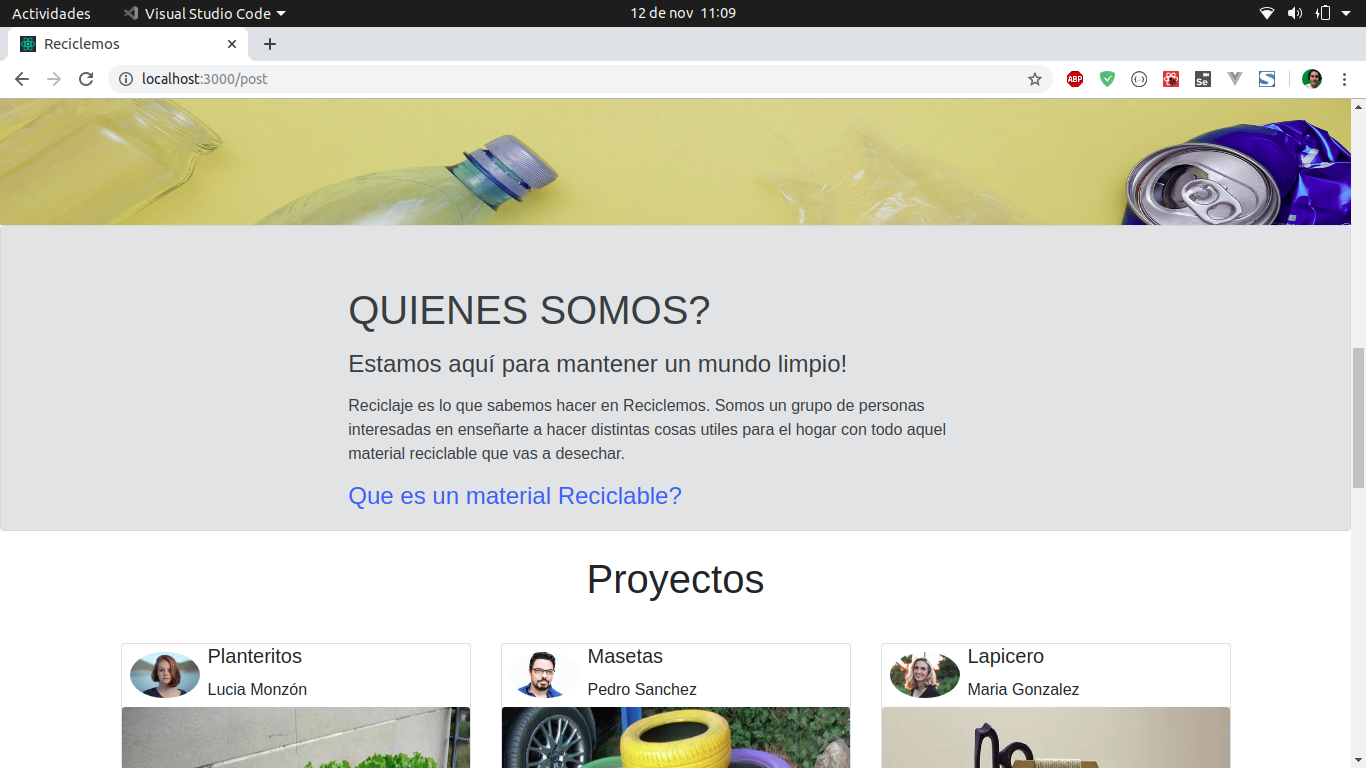 Actividades
Visual Studio Code
12 de nov 11:09
Reciclemos
localhost:3000/post
ABP
Se
S
QUIENES SOMOS?
Estamos aquí para mantener un mundo limpio!
Reciclaje es lo que sabemos hacer en Reciclemos. Somos un grupo de personas
interesadas en enseñarte a hacer distintas cosas utiles para el hogar con todo aquel
material reciclable que vas a desechar.
Que es un material Reciclable?
Proyectos
Planteritos
Lucia Monzón
Masetas
Pedro Sanchez
Lapicero
Maria Gonzalez